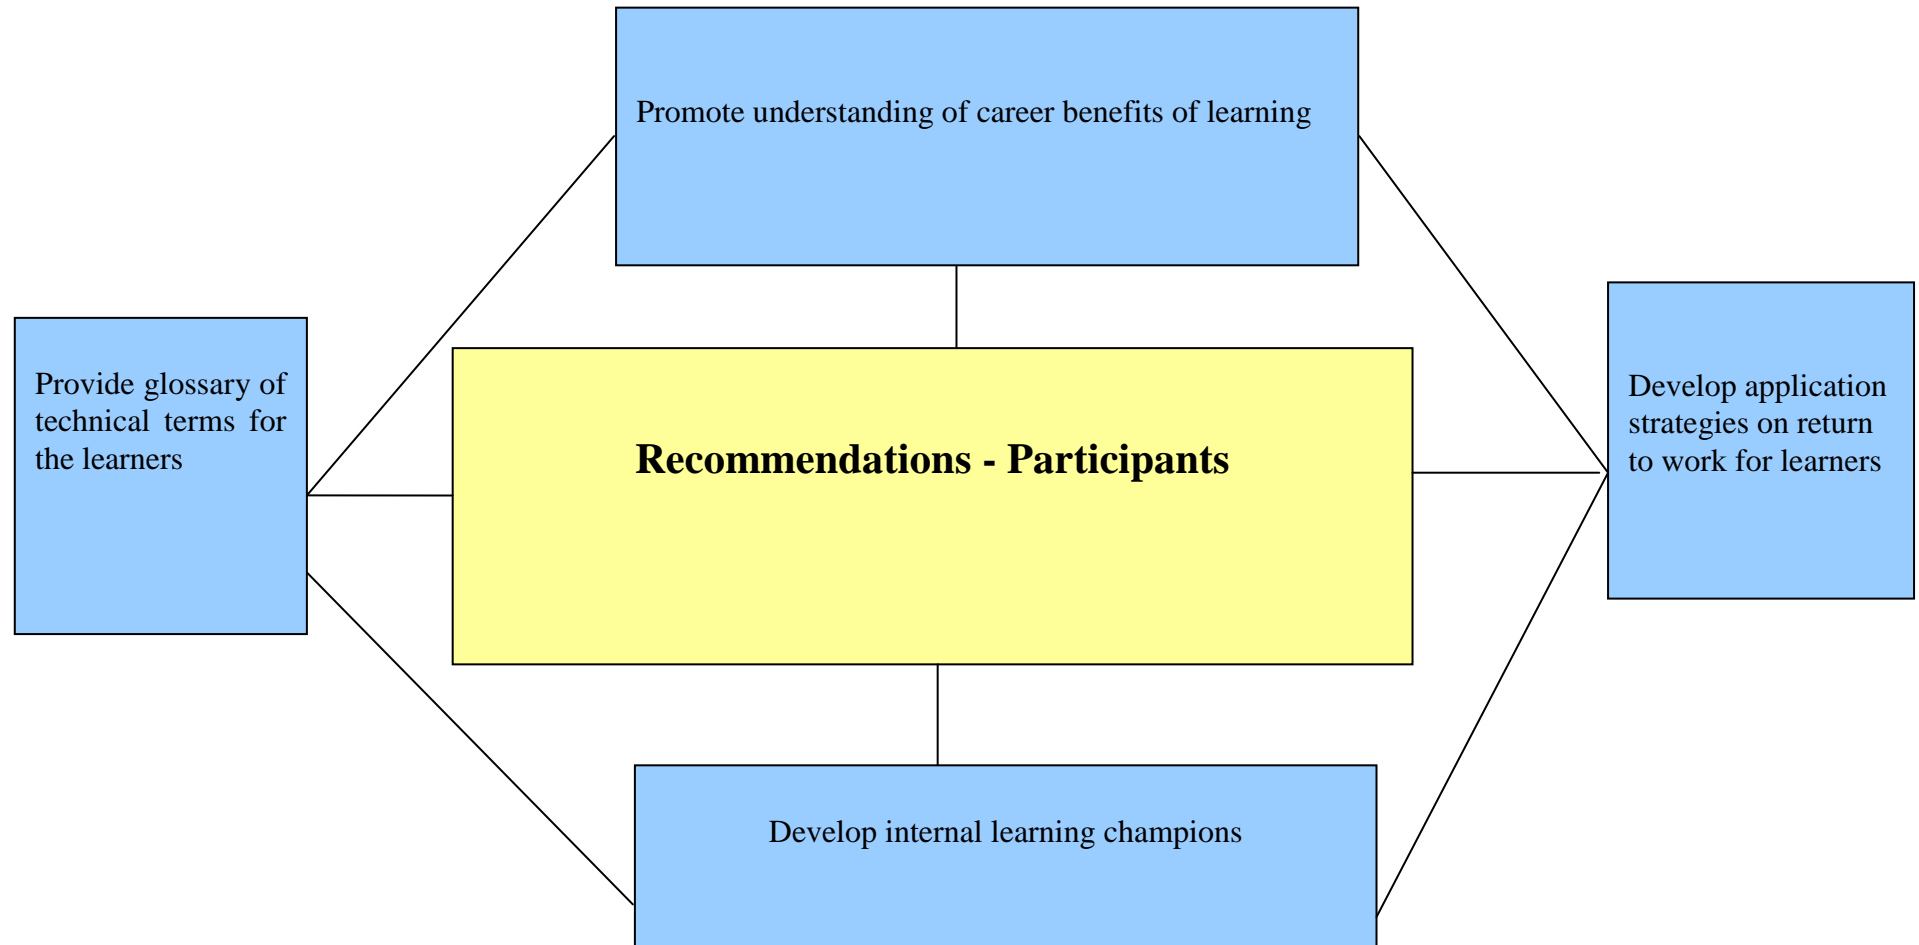 Promote understanding of career benefits of learning
Provide glossary of
technical terms for
the learners
Recommendations - Participants
Develop application
strategies on return
to work for learners
Develop internal learning champions